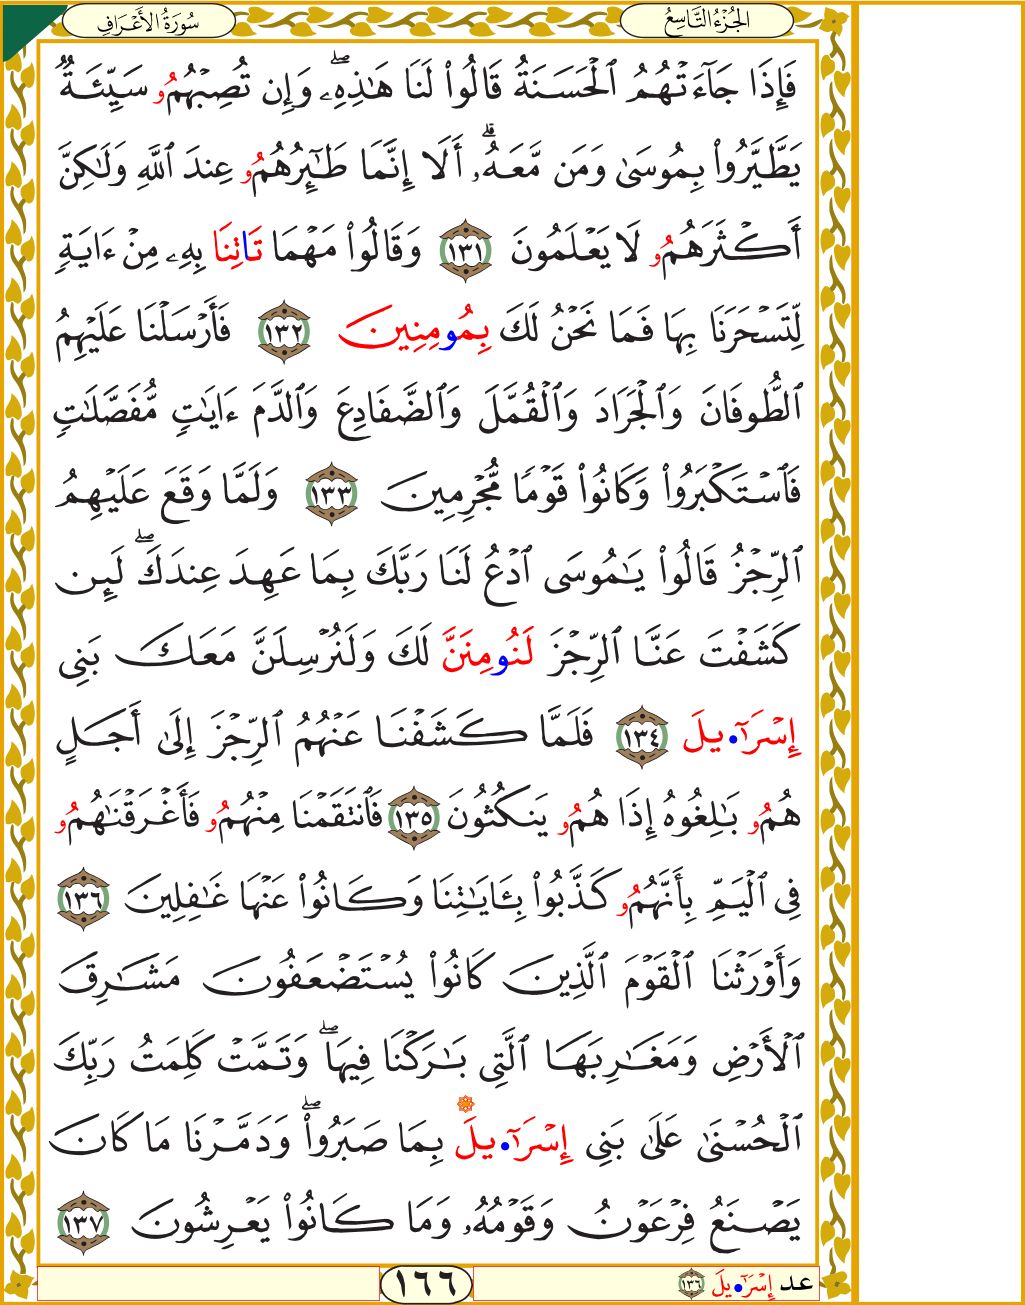 سُورَةُ الأَعْرَافِ
الجُزْءُ التَّاسِعُ
فَإِذَا جَآءَتْهُمُ ٱلْحَسَنَةُ قَالُوا۟ لَنَا هَـٰذِهِۦۖ وَإِن تُصِبْهُمُۥ سَيِّئَةٌ
يَطَّيَّرُوا۟ بِمُوسَىٰ وَمَن مَّعَهُۥۗ أَلَا إِنَّمَا طَـٰٓئِرُهُمُۥ عِندَ ٱللَّهِ وَلَـٰكِنَّ
أَكْثَرَهُمُۥ لَا يَعْلَمُونَ ١٣١ وَقَالُوا۟ مَهْمَا تَاتِنَا بِهِۦ مِنْ ءَايَةٍ
لِّتَسْحَرَنَا بِهَا فَمَا نَحْنُ لَكَ بِمُومِنِينَ ١٣٢ فَأَرْسَلْنَا عَلَيْهِمُ
ٱلطُّوفَانَ وَٱلْجَرَادَ وَٱلْقُمَّلَ وَٱلضَّفَادِعَ وَٱلدَّمَ ءَايَـٰتٍ مُّفَصَّلَـٰتٍ
فَٱسْتَكْبَرُوا۟ وَكَانُوا۟ قَوْمًا مُّجْرِمِينَ ١٣٣ وَلَمَّا وَقَعَ عَلَيْهِمُ
ٱلرِّجْزُ قَالُوا۟ يَـٰمُوسَى ٱدْعُ لَنَا رَبَّكَ بِمَا عَهِدَ عِندَكَۖ لَئِن
كَشَفْتَ عَنَّا ٱلرِّجْزَ لَنُومِنَنَّ لَكَ وَلَنُرْسِلَنَّ مَعَكَ بَنِى
إِسْرَآ•يلَ ١٣٤ فَلَمَّا كَشَفْنَا عَنْهُمُ ٱلرِّجْزَ إِلَىٰ أَجَلٍ
هُمُۥ بَـٰلِغُوهُ إِذَا هُمُۥ يَنكُثُونَ ١٣٥ فَٱنتَقَمْنَا مِنْهُمُۥ فَأَغْرَقْنَـٰهُمُۥ
فِى ٱلْيَمِّ بِأَنَّهُمُۥ كَذَّبُوا۟ بِـَٔايَـٰتِنَا وَكَانُوا۟ عَنْهَا غَـٰفِلِينَ ١٣٦
وَأَوْرَثْنَا ٱلْقَوْمَ ٱلَّذِينَ كَانُوا۟ يُسْتَضْعَفُونَ مَشَـٰرِقَ
ٱلْأَرْضِ وَمَغَـٰرِبَهَا ٱلَّتِى بَـٰرَكْنَا فِيهَاۖ وَتَمَّتْ كَلِمَتُ رَبِّكَ
ٱلْحُسْنَىٰ عَلَىٰ بَنِى إِسْرَآ•يلَ بِمَا صَبَرُوا۟ۖ وَدَمَّرْنَا مَا كَانَ
يَصْنَعُ فِرْعَوْنُ وَقَوْمُهُۥ وَمَا كَانُوا۟ يَعْرِشُونَ ١٣٧
عد إِسْرَآ•يلَ ١٣٦
١٦٦